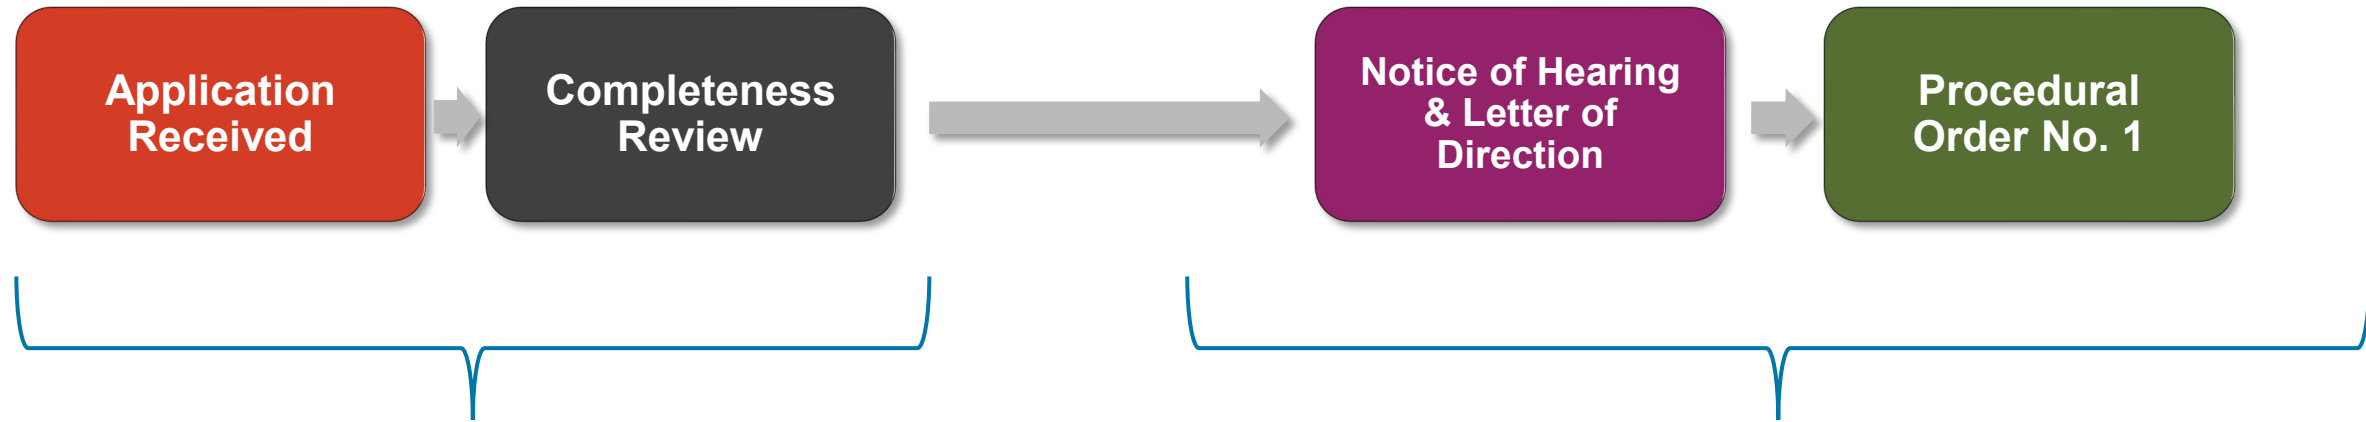 Application
Received
Completeness
Review
Notice of Hearing
& Letter of
Direction
Procedural
Order No. 1